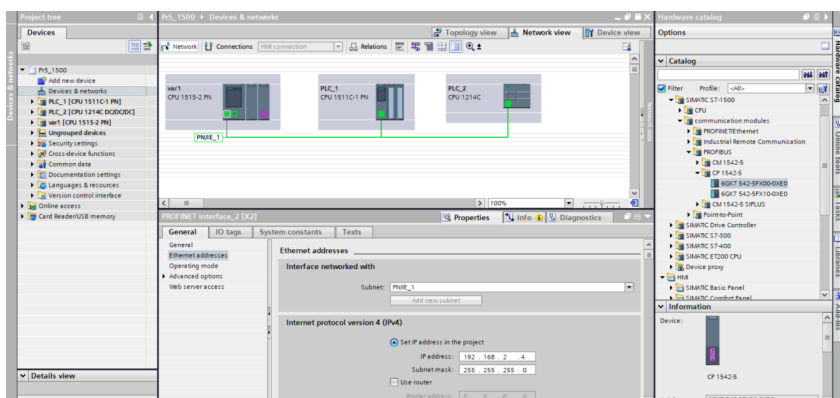 Project tree
Devices
Pr5_1500
Add new device
Devices & networks
PLC_1 [CPU 1511C-1 PN]
PLC_2 [CPU 1214C DC/DC/DC]
var1 [CPU 1515-2 PN]
Ungrouped devices
Security settings
Cross-device functions
Common data
Documentation settings
Languages & resources
Version control interface
Online access
Card Reader/USB memory
Details view
Devices & networks
Pr5_1500 › Devices & networks
Topology view
Network view
Device view
Network
Connections
HMI connection
Relations
var1
CPU 1515-2 PN
PLC_1
CPU 1511C-1 PN
PLC_2
CPU 1214C
PN/IE_1
100%
Network data
PROFINET interface_2 [X2]
Properties
Info
Diagnostics
General
IO tags
System constants
Texts
General
Ethernet addresses
Operating mode
Advanced options
Web server access
Ethernet addresses
Interface networked with
Subnet: PN/IE_1
Add new subnet
Internet protocol version 4 (IPv4)
Set IP address in the project
IP address: 192 . 168 . 2 . 4
Subnet mask: 255 . 255 . 255 . 0
Use router
Router address: 0 . 0 . 0 . 0
Hardware catalog
Options
Catalog
Filter
Profile: <All>
SIMATIC S7-1500
CPU
communication modules
PROFINET/Ethernet
Industrial Remote Communication
PROFIBUS
CM 1542-5
CP 1542-5
6GK7 542-5FX00-0XE0
6GK7 542-5FX10-0XE0
CM 1542-5 SIPLUS
Point-to-Point
SIMATIC Drive Controller
SIMATIC S7-300
SIMATIC S7-400
SIMATIC ET200 CPU
Device proxy
HMI
SIMATIC Basic Panel
SIMATIC Comfort Panel
Information
Device:
CP 1542-5
Hardware catalog
Online tools
Tasks
Libraries
Add-ins